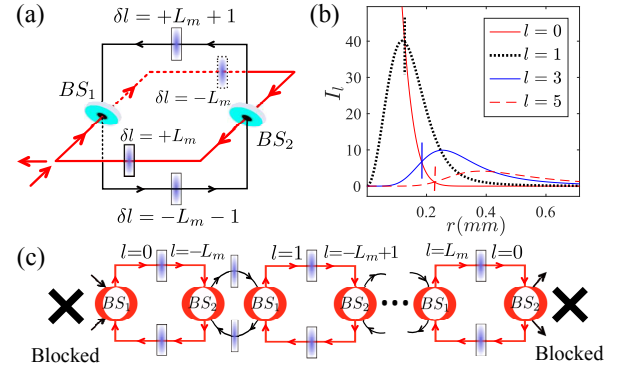 (a)
δl = +L_m + 1
BS_1
δl = −L_m
δl = +L_m
BS_2
δl = −L_m − 1
(b)
I_l
40
30
20
10
0
0.2
0.4
0.6
r(mm)
l = 0
l = 1
l = 3
l = 5
(c)
l=0 l=−L_m l=1 l=−L_m+1 l=L_m l=0
BS_1 BS_2 BS_1 BS_2 ••• BS_1 BS_2
Blocked Blocked